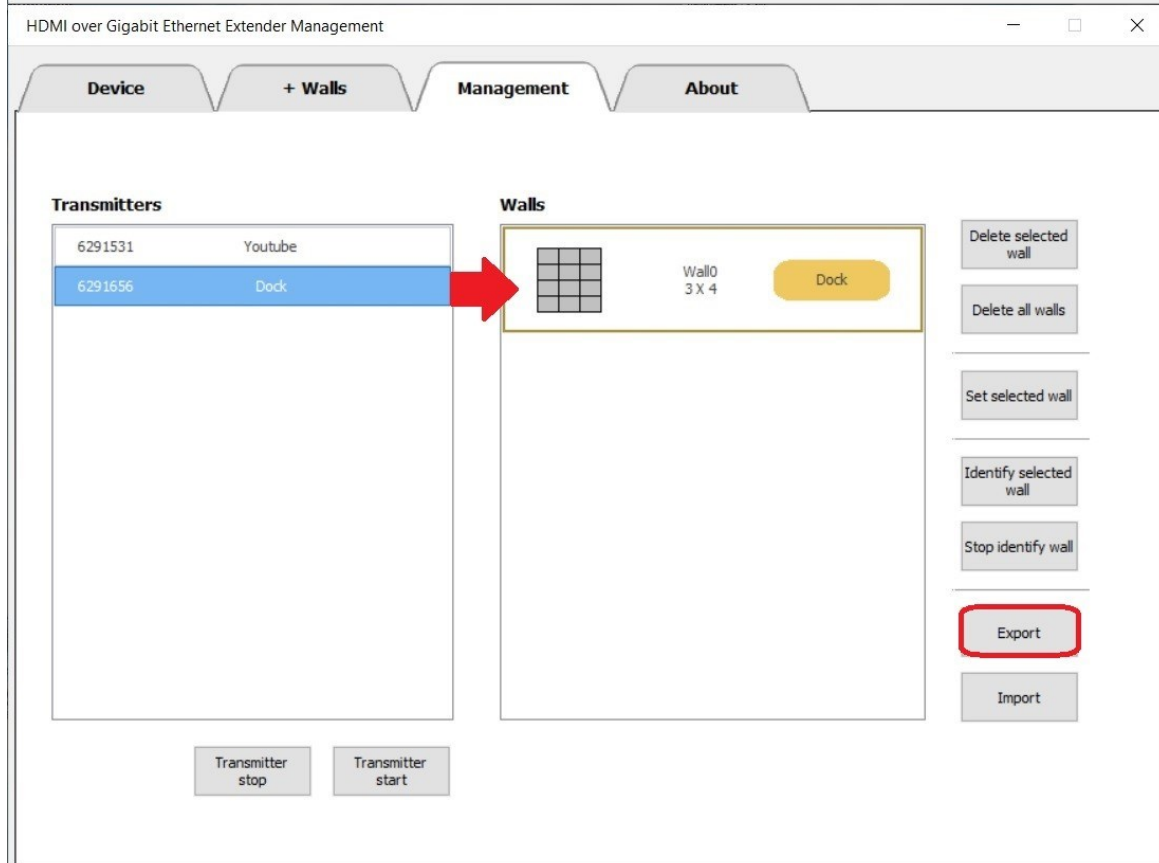 HDMI over Gigabit Ethernet Extender Management
Device
+ Walls
Management
About
Transmitters
6291531 Youtube
6291656 Dock
Walls
Wall0
3 X 4
Dock
Delete selected
wall
Delete all walls
Set selected wall
Identify selected
wall
Stop identify wall
Export
Import
Transmitter
stop
Transmitter
start